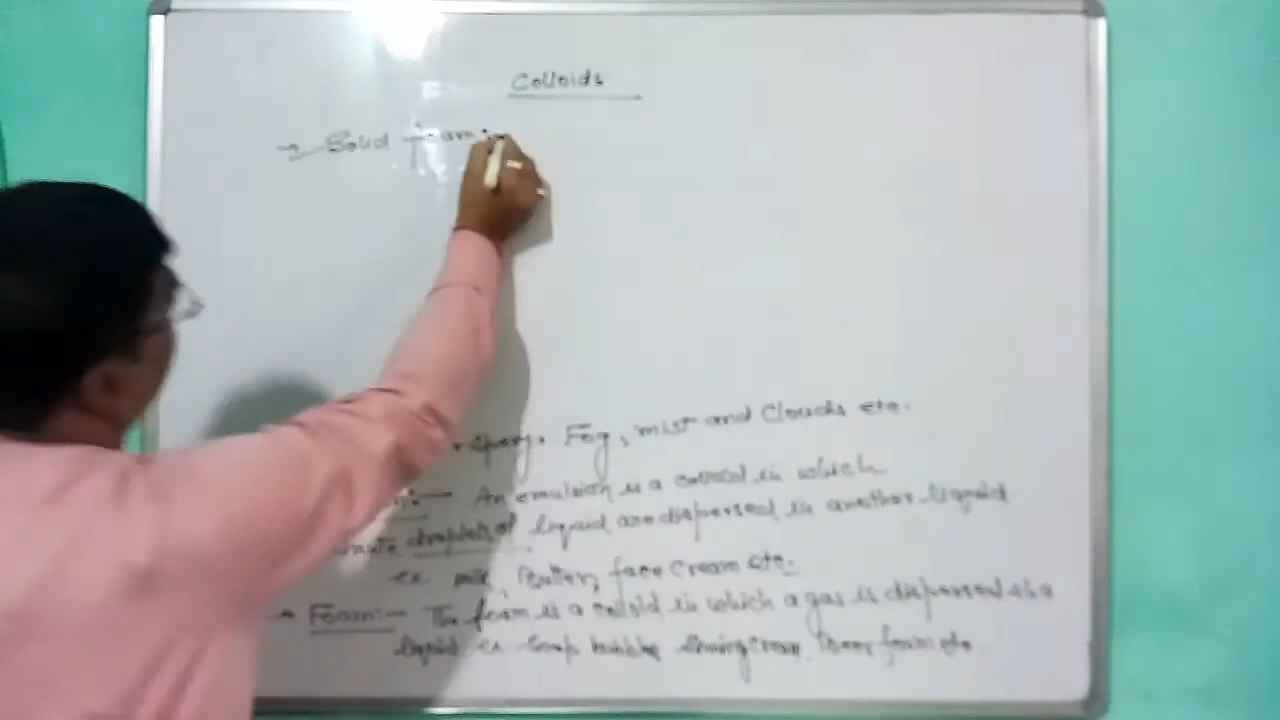 Colloids
→ Solid foam:
Fog, mist and Clouds etc.
:— An emulsion is a colloid in which
droplets of liquid are dispersed in another liquid
ex milk, Butter, face cream etc.
→ Foam:— The foam is a colloid in which a gas is dispersed in a
liquid ex soap bubble, Beer foam etc